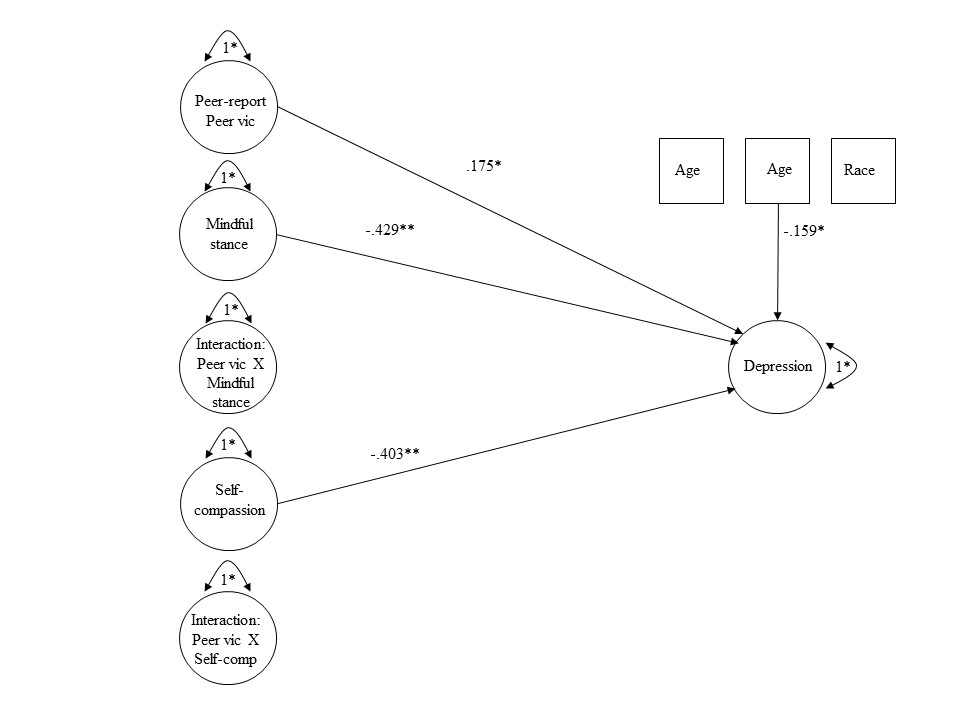 1*
Peer-report
Peer vic
.175*
Age
Age
Race
1*
Mindful
stance
-.429**
-.159*
1*
Interaction:
Peer vic X
Mindful
stance
Depression
1*
1*
Self-
compassion
-.403**
1*
Interaction:
Peer vic X
Self-comp